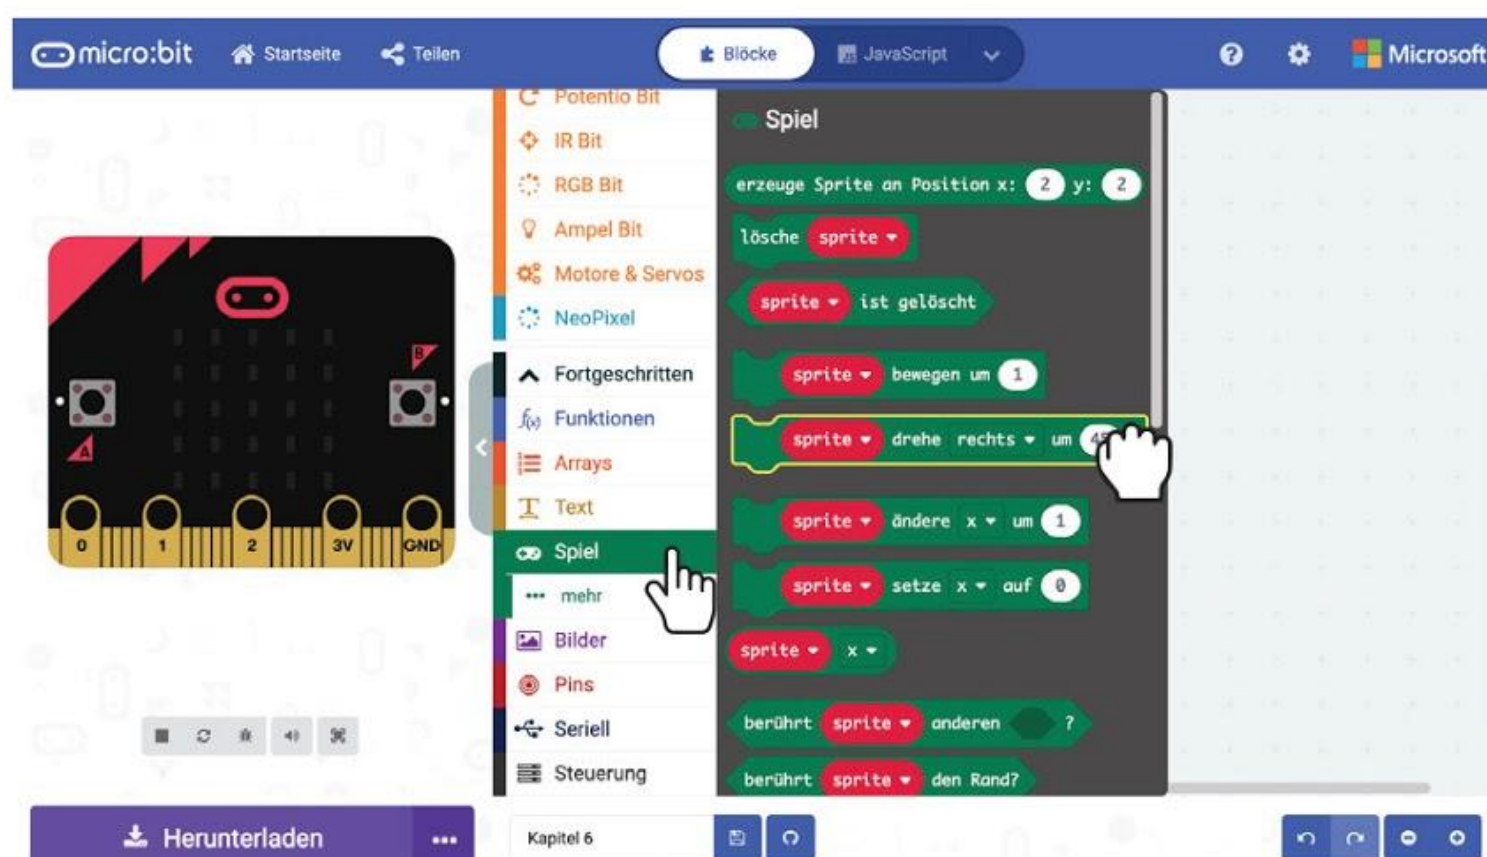 micro:bit Startseite Teilen Blöcke JavaScript Microsoft
Potentio Bit
IR Bit
RGB Bit
Ampel Bit
Motore & Servos
NeoPixel
Fortgeschritten
f(x) Funktionen
Arrays
Text
Spiel
mehr
Bilder
Pins
Seriell
Steuerung
Spiel
erzeuge Sprite an Position x: 2 y: 2
lösche sprite
sprite ist gelöscht
sprite bewegen um 1
sprite drehe rechts um
sprite ändere x um 1
sprite setze x auf 0
sprite x
berührt sprite anderen ?
berührt sprite den Rand?
B
A
0 1 2 3V GND
Herunterladen
Kapitel 6